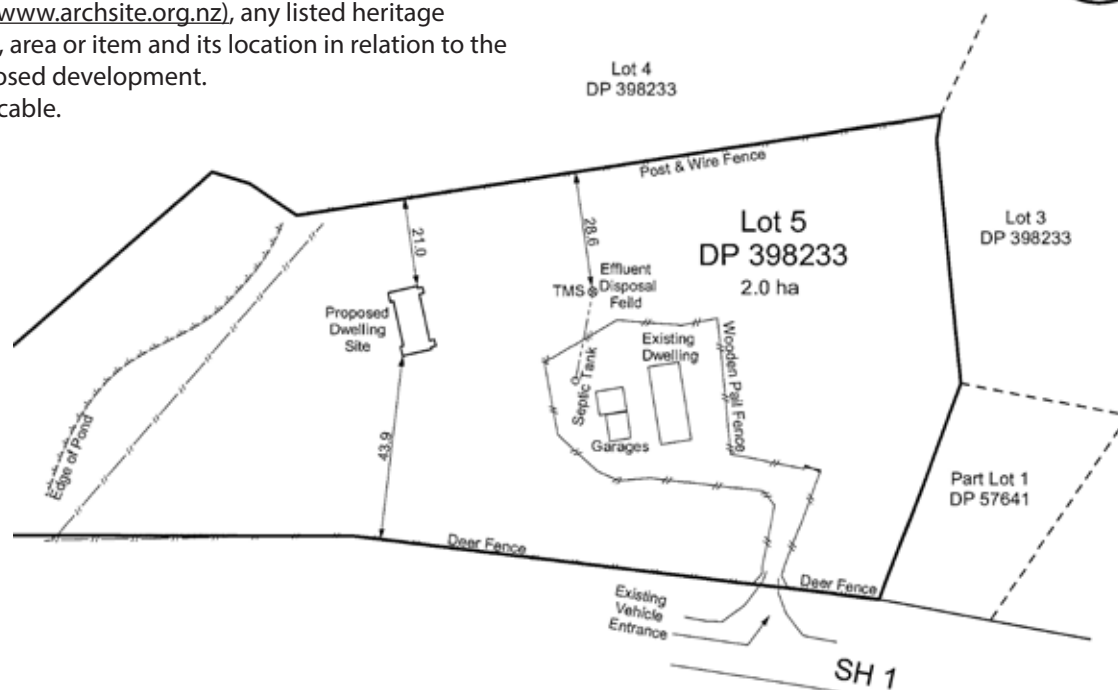 www.archsite.org.nz), any listed heritage
, area or item and its location in relation to the
osed development.
cable.
Lot 4
DP 398233
Post & Wire Fence
Lot 5
DP 398233
2.0 ha
Lot 3
DP 398233
21.0
28.6
TMS
Effluent
Disposal
Feild
Proposed
Dwelling
Site
Existing
Dwelling
Wooden Pail Fence
Septic Tank
Garages
Edge of Pond
43.9
Part Lot 1
DP 57641
Deer Fence
Deer Fence
Existing
Vehicle
Entrance
SH 1